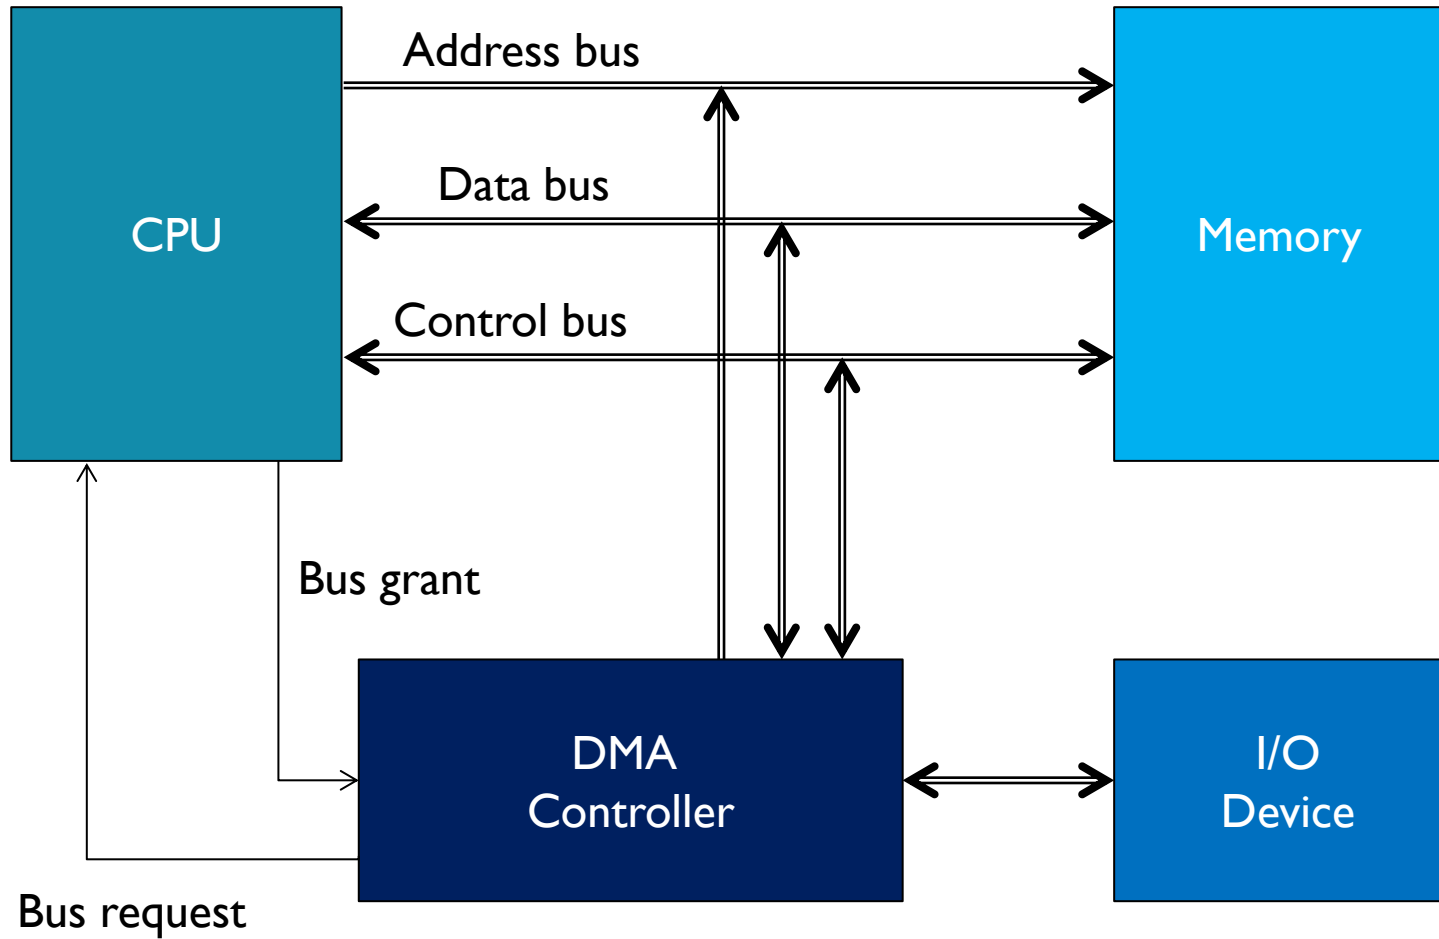 Address bus
Data bus
CPU
Memory
Control bus
Bus grant
DMA
Controller
I/O
Device
Bus request